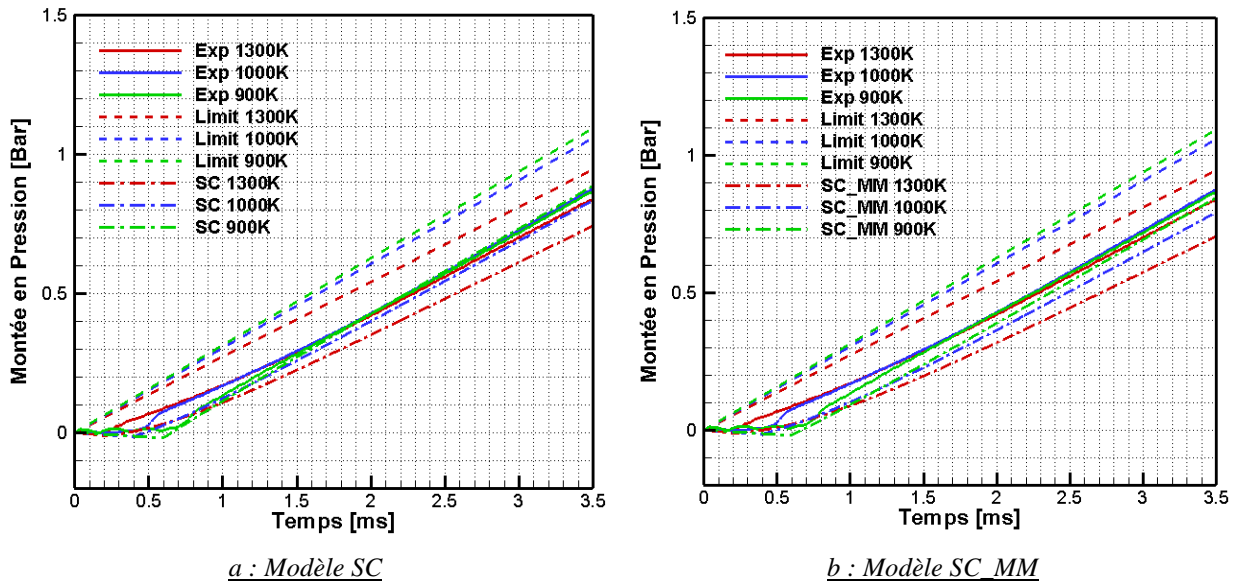 1.5
Exp 1300K
Exp 1000K
Exp 900K
Limit 1300K
Limit 1000K
Limit 900K
SC 1300K
SC 1000K
SC 900K
1
0.5
0
Montée en Pression [Bar]
0 0.5 1 1.5 2 2.5 3 3.5
Temps [ms]
a : Modèle SC
1.5
Exp 1300K
Exp 1000K
Exp 900K
Limit 1300K
Limit 1000K
Limit 900K
SC_MM 1300K
SC_MM 1000K
SC_MM 900K
1
0.5
0
Montée en Pression [Bar]
0 0.5 1 1.5 2 2.5 3 3.5
Temps [ms]
b : Modèle SC_MM